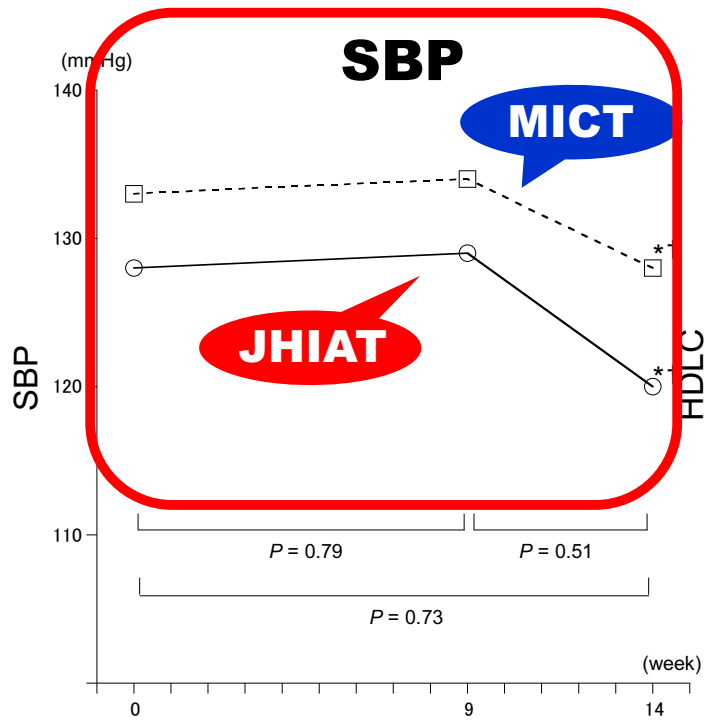 SBP
(mmHg)
140
MICT
130
*
JHIAT
SBP
HDLC
120
*
110
P = 0.79
P = 0.51
P = 0.73
(week)
0
9
14